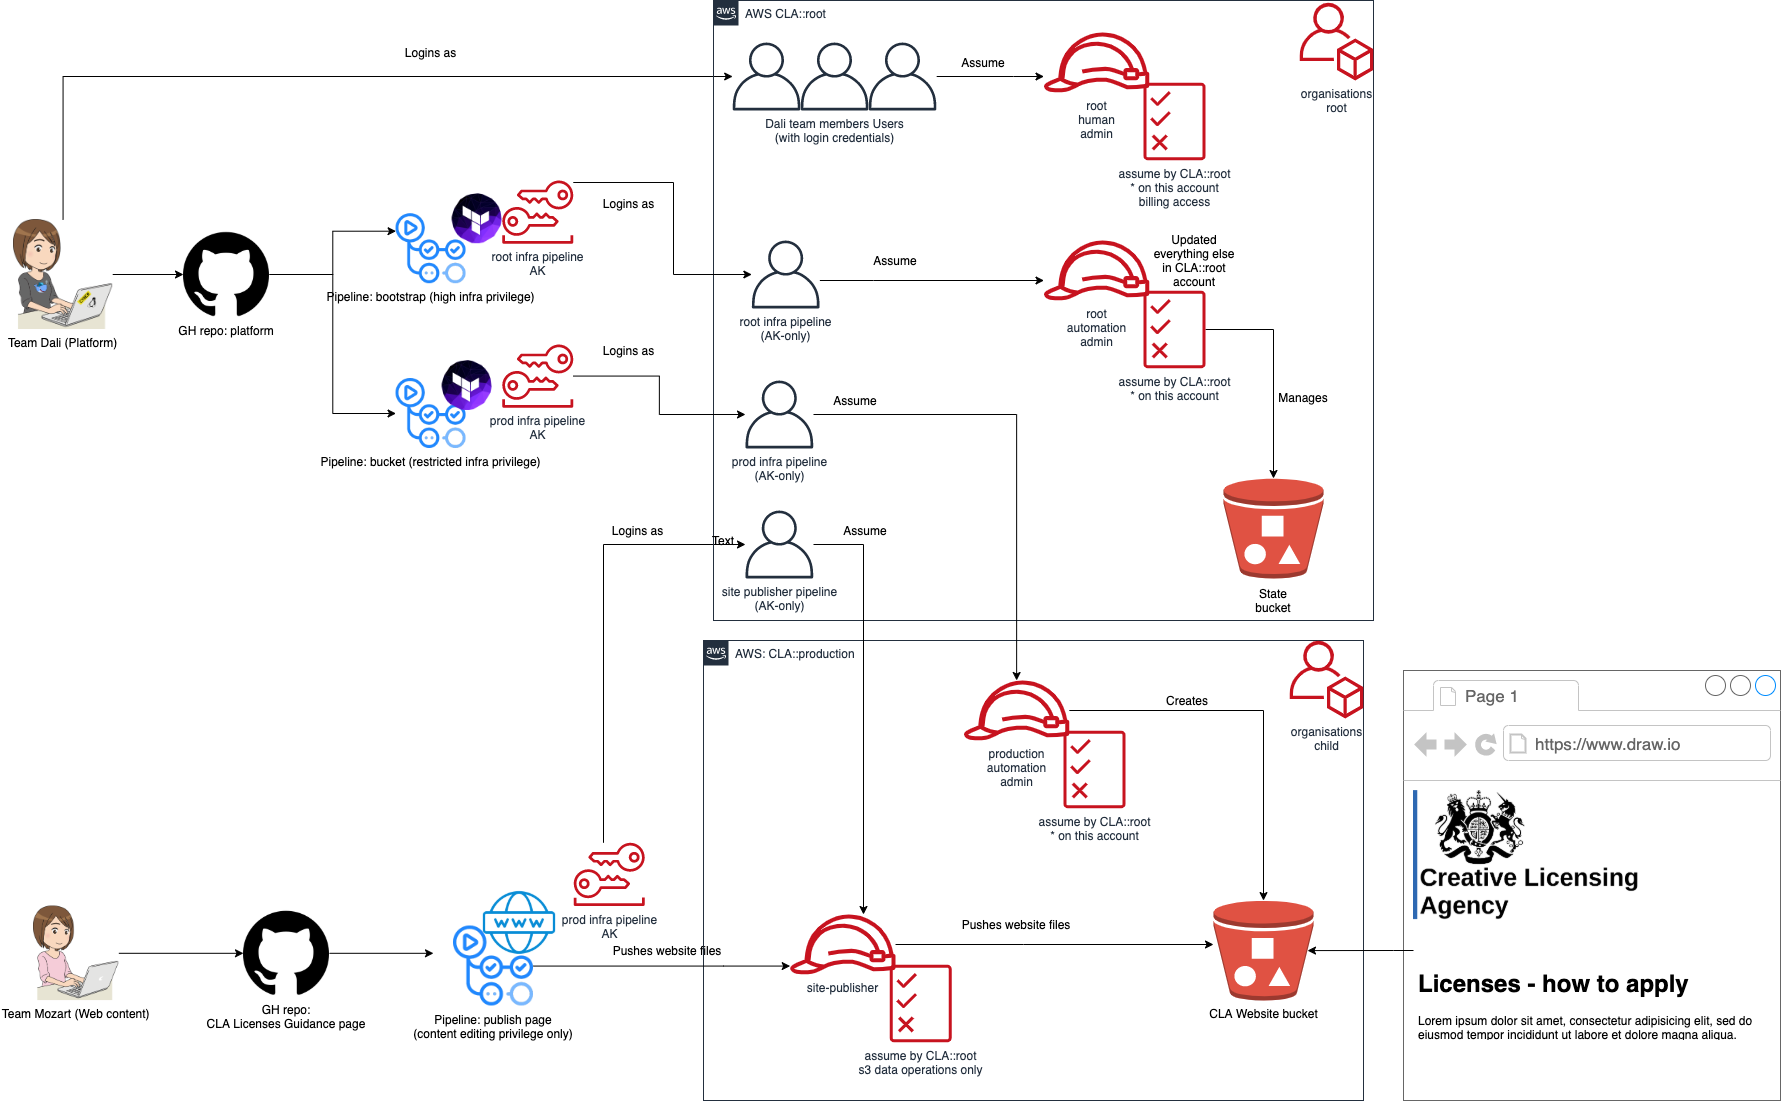 aws
AWS CLA::root
Logins as
Assume
organisations
root
root
human
admin
Dali team members Users
(with login credentials)
assume by CLA::root
* on this account
billing access
Logins as
root infra pipeline
AK
Pipeline: bootstrap (high infra privilege)
Team Dali (Platform)
GH repo: platform
Assume
Updated
everything else
in CLA::root
account
root infra pipeline
(AK-only)
root
automation
admin
assume by CLA::root
* on this account
Manages
Logins as
prod infra pipeline
AK
Pipeline: bucket (restricted infra privilege)
Assume
prod infra pipeline
(AK-only)
Logins as
Text
Assume
site publisher pipeline
(AK-only)
State
bucket
aws
AWS: CLA::production
organisations
child
Creates
production
automation
admin
assume by CLA::root
* on this account
Page 1
https://www.draw.io
Creative Licensing
Agency
Licenses - how to apply
Lorem ipsum dolor sit amet, consectetur adipisicing elit, sed do
eiusmod tempor incididunt ut labore et dolore magna aliqua.
prod infra pipeline
AK
WWW
Pushes website files
Pushes website files
site-publisher
assume by CLA::root
s3 data operations only
CLA Website bucket
Team Mozart (Web content)
GH repo:
CLA Licenses Guidance page
Pipeline: publish page
(content editing privilege only)